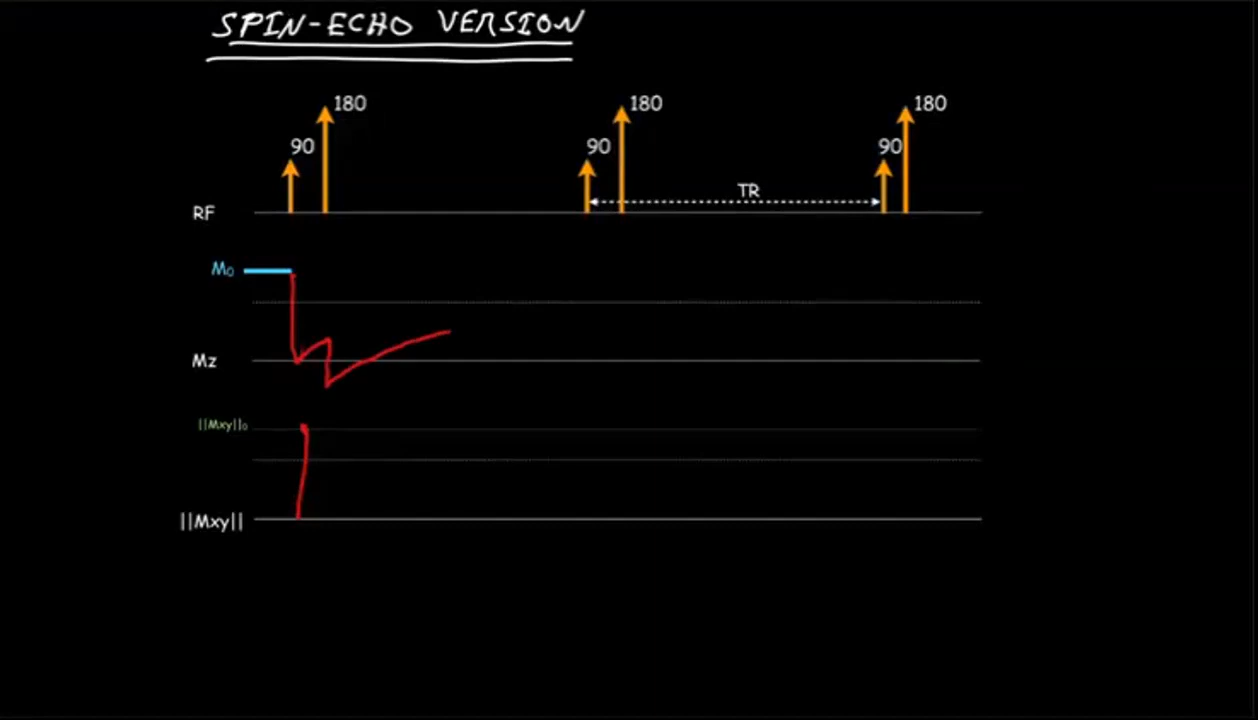 SPIN-ECHO VERSION
180 180 180
90 90 90
TR
RF
M₀
Mz
||Mxy||₀
||Mxy||